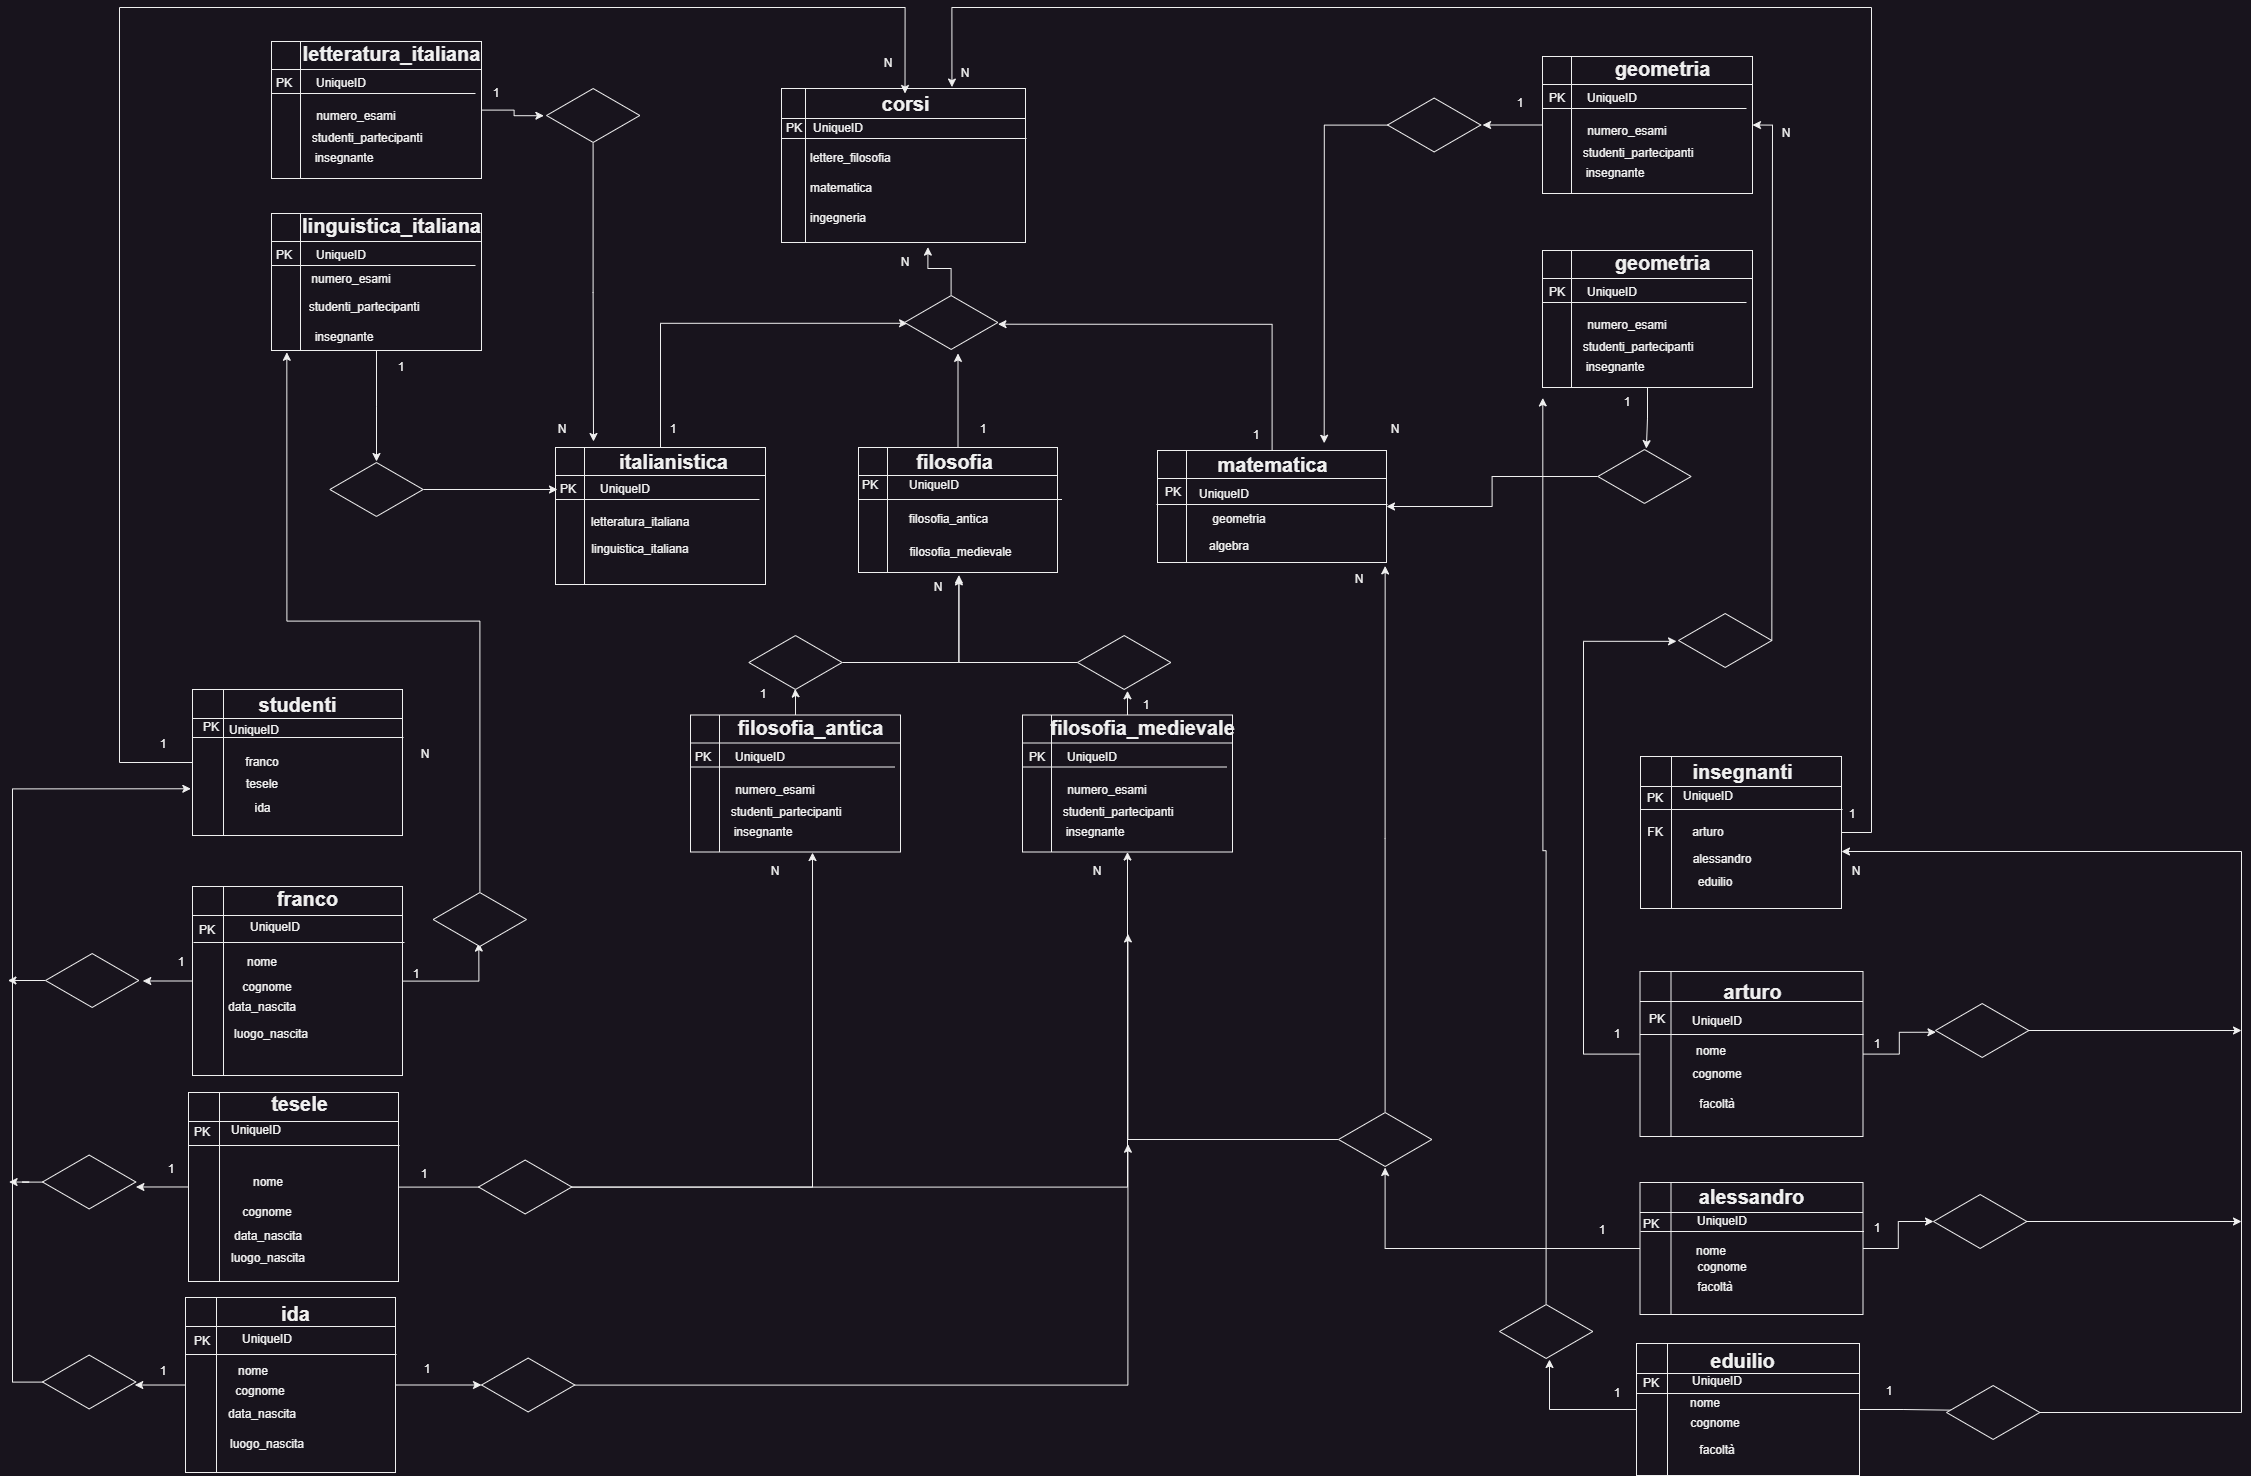 letteratura_italiana
PK UniqueID
numero_esami
studenti_partecipanti
insegnante
1
N
N
corsi
PK UniqueID
lettere_filosofia
matematica
ingegneria
N
geometria
PK UniqueID
numero_esami
studenti_partecipanti
insegnante
1
N
linguistica_italiana
PK UniqueID
numero_esami
studenti_partecipanti
insegnante
1
geometria
PK UniqueID
numero_esami
studenti_partecipanti
insegnante
1
N
1
italianistica
PK UniqueID
letteratura_italiana
linguistica_italiana
1
filosofia
PK UniqueID
filosofia_antica
filosofia_medievale
N
1
N
matematica
PK UniqueID
geometria
algebra
N
studenti
PK UniqueID
franco
tesele
ida
1
N
1
filosofia_antica
PK UniqueID
numero_esami
studenti_partecipanti
insegnante
N
1
filosofia_medievale
PK UniqueID
numero_esami
studenti_partecipanti
insegnante
N
insegnanti
PK UniqueID
FK arturo
alessandro
eduilio
1
N
franco
PK UniqueID
nome
cognome
data_nascita
luogo_nascita
1
1
arturo
PK UniqueID
nome
cognome
facoltà
1
1
tesele
PK UniqueID
nome
cognome
data_nascita
luogo_nascita
1
1
alessandro
PK UniqueID
nome
cognome
facoltà
1
1
ida
PK UniqueID
nome
cognome
data_nascita
luogo_nascita
1
1
eduilio
PK UniqueID
nome
cognome
facoltà
1
1